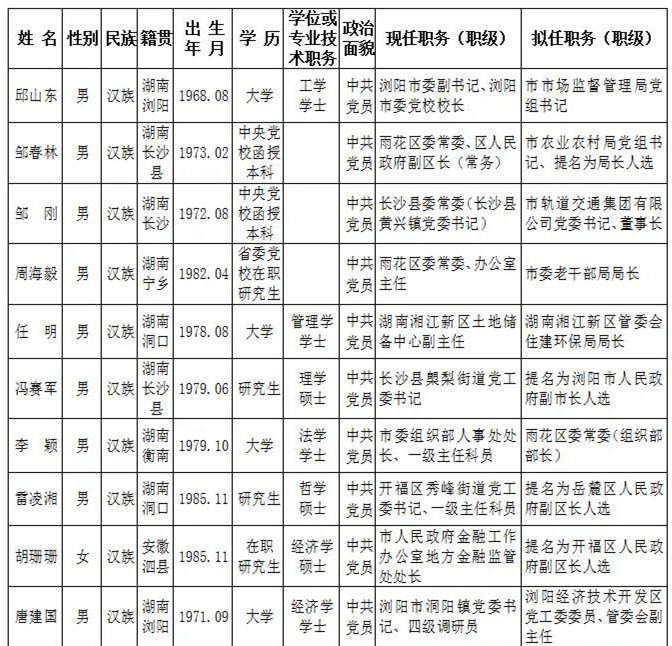 姓 名 性别 民族 籍贯 出 生年 月 学 历 学位或专业技术职务 政治面貌 现任职务（职级） 拟任职务（职级）
邱山东 男 汉族 湖南浏阳 1968.08 大学 工学学士 中共党员 浏阳市委副书记、浏阳市委党校校长 市市场监督管理局党组书记
邹春林 男 汉族 湖南长沙县 1973.02 中央党校函授本科 中共党员 雨花区委常委、区人民政府副区长（常务） 市农业农村局党组书记、提名为局长人选
邹 刚 男 汉族 湖南长沙 1972.08 中央党校函授本科 中共党员 长沙县委常委（长沙县黄兴镇党委书记） 市轨道交通集团有限公司党委书记、董事长
周海毅 男 汉族 湖南宁乡 1982.04 省委党校在职研究生 中共党员 雨花区委常委、办公室主任 市委老干部局局长
任 明 男 汉族 湖南洞口 1978.08 大学 管理学学士 中共党员 湖南湘江新区土地储备中心副主任 湖南湘江新区管委会住建环保局局长
冯赛军 男 汉族 湖南长沙县 1979.06 研究生 理学硕士 中共党员 长沙县㮾梨街道党工委书记 提名为浏阳市人民政府副市长人选
李 颖 男 汉族 湖南衡南 1979.10 大学 法学学士 中共党员 市委组织部人事处处长、一级主任科员 雨花区委常委（组织部部长）
雷凌湘 男 汉族 湖南洞口 1985.11 研究生 哲学硕士 中共党员 开福区秀峰街道党工委书记、一级主任科员 提名为岳麓区人民政府副区长人选
胡珊珊 女 汉族 安徽泗县 1985.11 在职研究生 经济学硕士 中共党员 市人民政府金融工作办公室地方金融监管处处长 提名为开福区人民政府副区长人选
唐建国 男 汉族 湖南浏阳 1971.09 大学 经济学学士 中共党员 浏阳市洞阳镇党委书记、四级调研员 浏阳经济技术开发区党工委委员、管委会副主任